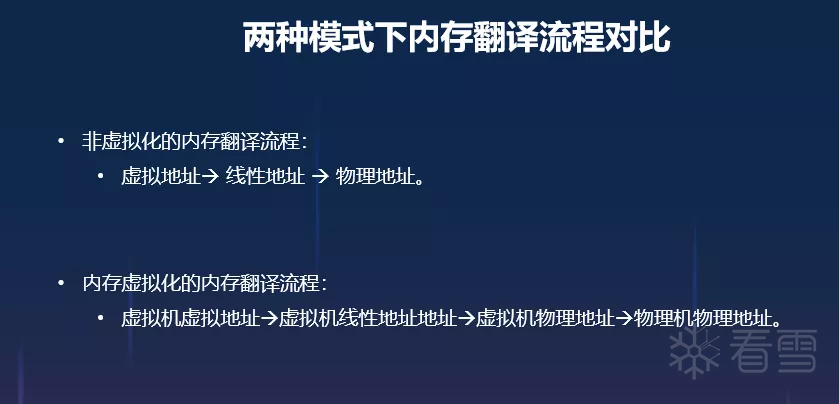 两种模式下内存翻译流程对比
• 非虚拟化的内存翻译流程：
• 虚拟地址→ 线性地址 → 物理地址。
• 内存虚拟化的内存翻译流程：
• 虚拟机虚拟地址→虚拟机线性地址地址→虚拟机物理地址→物理机物理地址。
看雪